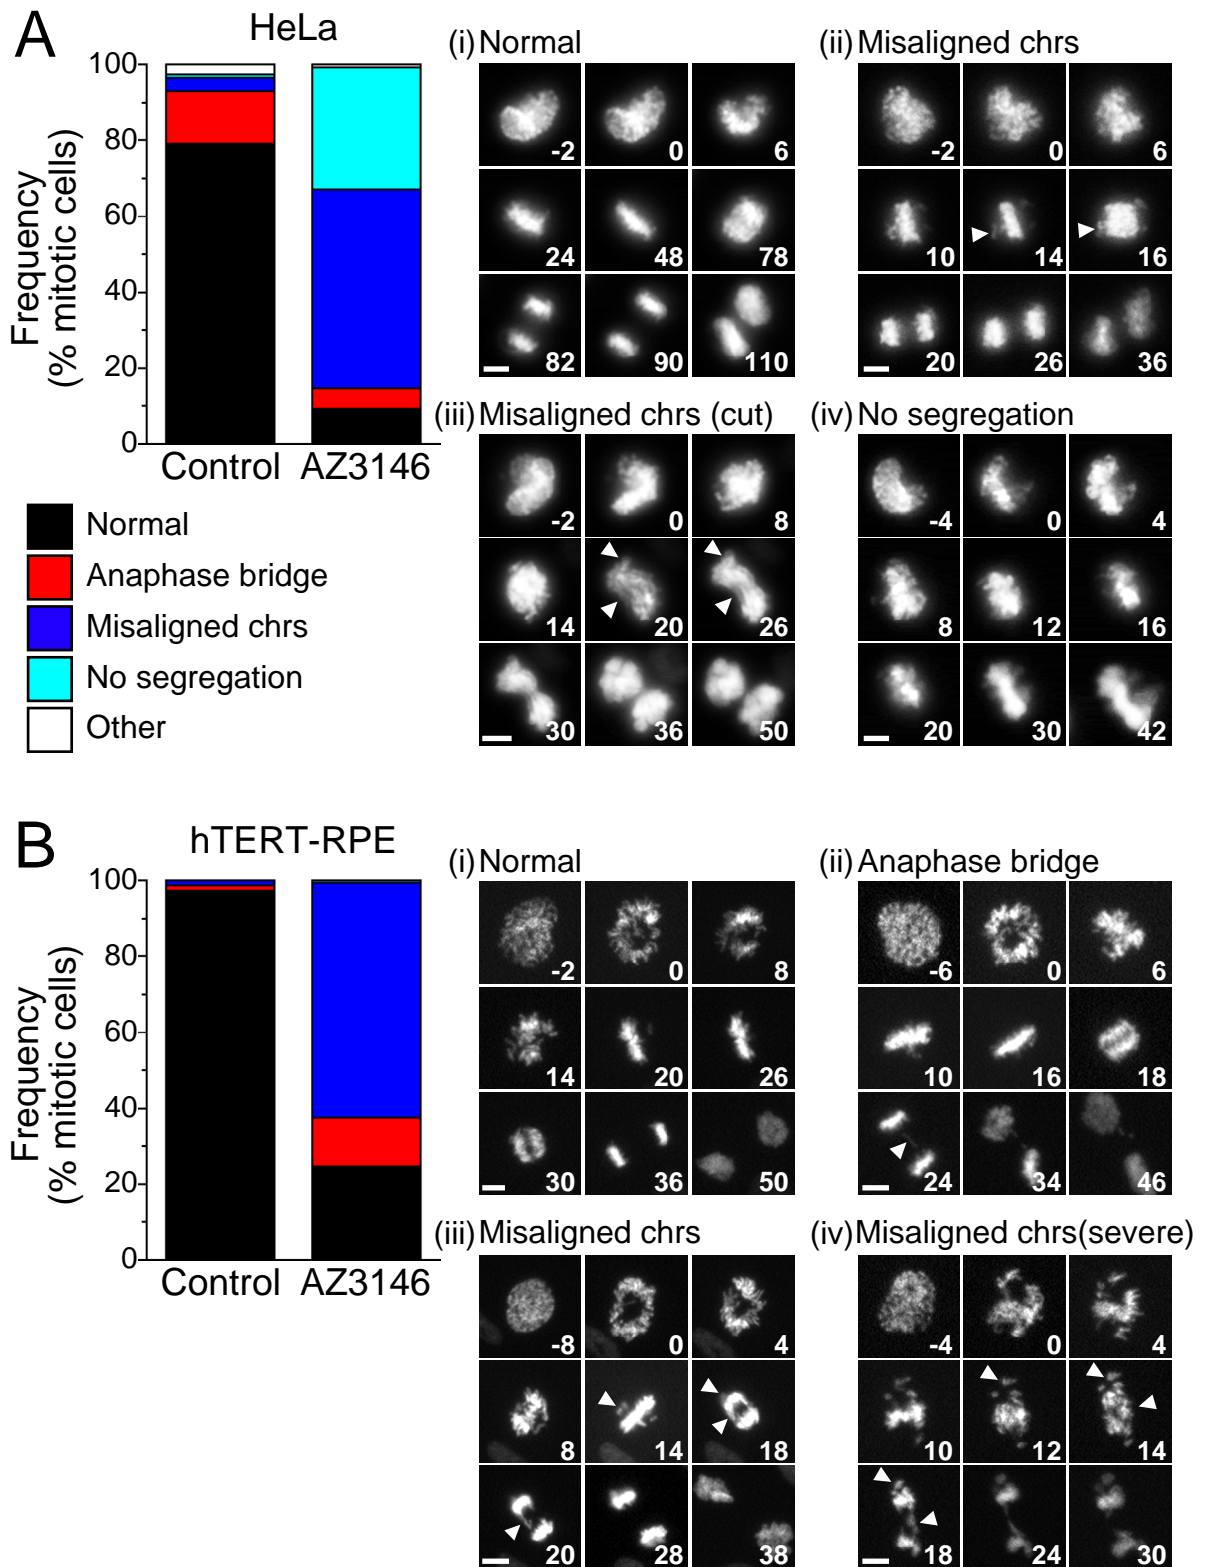 A
HeLa
Frequency
(% mitotic cells)
100
80
60
40
20
0
Control AZ3146
Normal
Anaphase bridge
Misaligned chrs
No segregation
Other
(i) Normal
-2 0 6
24 48 78
82 90 110
(ii) Misaligned chrs
-2 0 6
10 14 16
20 26 36
(iii) Misaligned chrs (cut)
-2 0 8
14 20 26
30 36 50
(iv) No segregation
-4 0 4
8 12 16
20 30 42
B
hTERT-RPE
Frequency
(% mitotic cells)
100
80
60
40
20
0
Control AZ3146
(i) Normal
-2 0 8
14 20 26
30 36 50
(ii) Anaphase bridge
-6 0 6
10 16 18
24 34 46
(iii) Misaligned chrs
-8 0 4
8 14 18
20 28 38
(iv) Misaligned chrs(severe)
-4 0 4
10 12 14
18 24 30